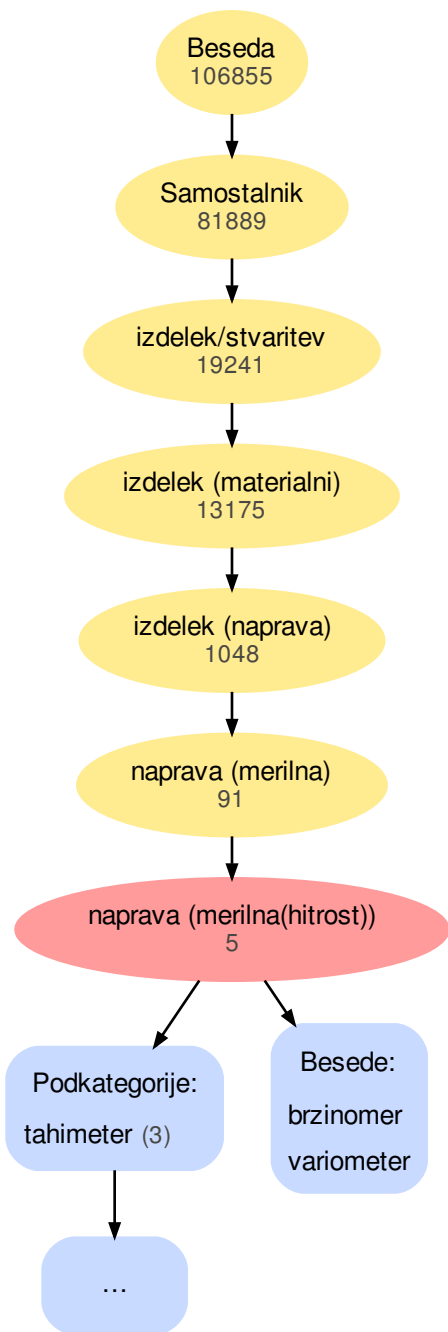 Beseda
106855
Samostalnik
81889
izdelek/stvaritev
19241
izdelek (materialni)
13175
izdelek (naprava)
1048
naprava (merilna)
91
naprava (merilna(hitrost))
5
Podkategorije:
tahimeter (3)
Besede:
brzinomer
variometer
...